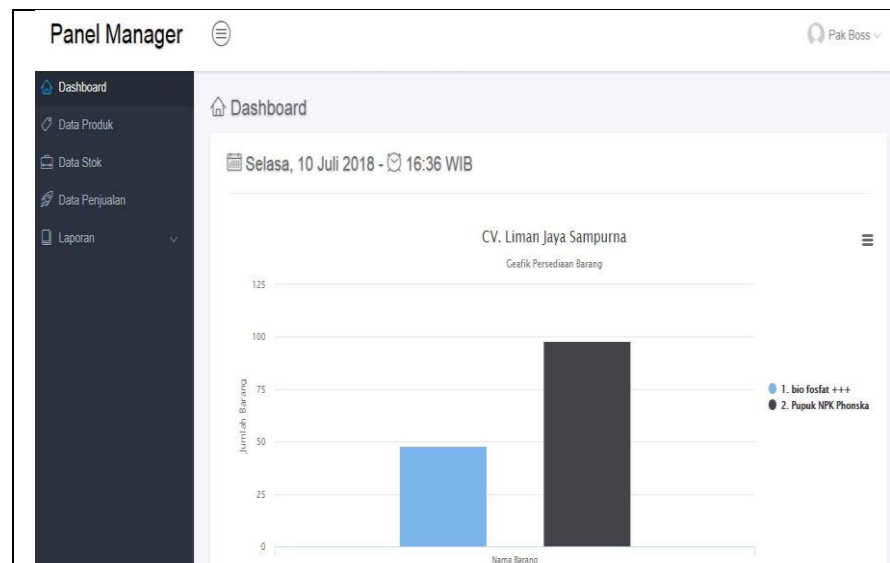 Panel Manager
Pak Boss
Dashboard
Data Produk
Data Stok
Data Penjualan
Laporan
Dashboard
Selasa, 10 Juli 2018 - 16:36 WIB
CV. Liman Jaya Sampurna
Geafik Persediaan Barang
125
100
75
50
25
0
Jumlah Barang
Nama Barang
1. bio fosfat +++
2. Pupuk NPK Phonska